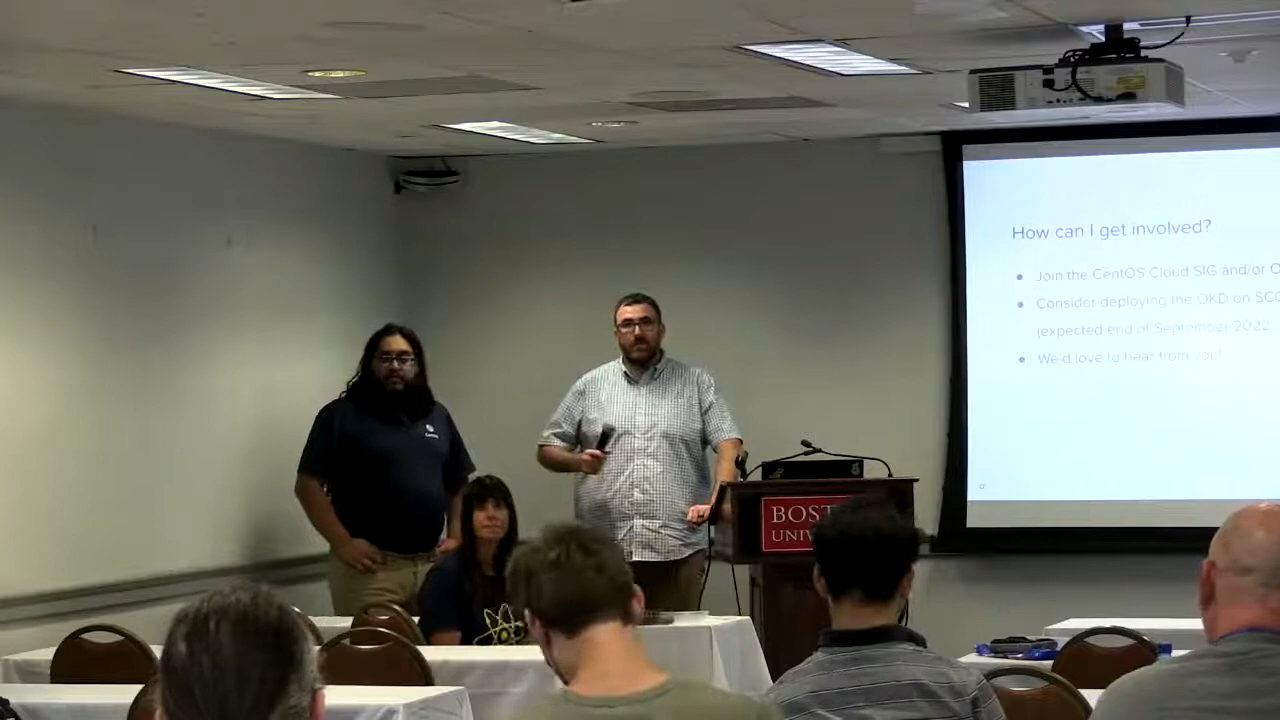 How can I get involved?
Join the CentOS Cloud SIG and/or O
Consider deploying the OKD on SCO
(expected end of September 2022
We'd love to hear from you!
BOST
UNIV